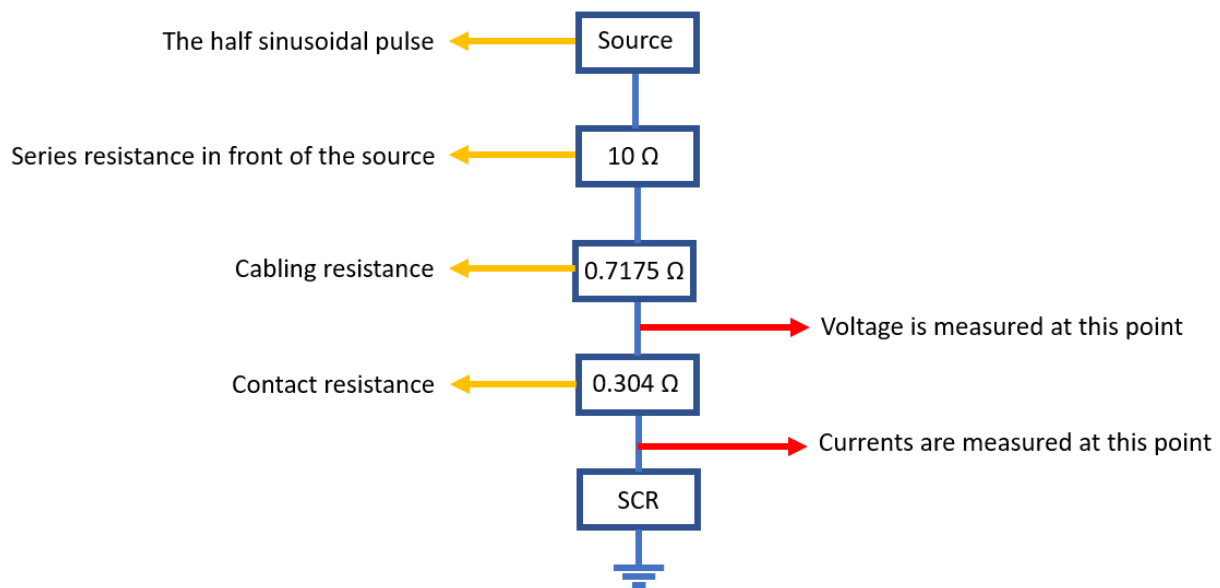 The half sinusoidal pulse
Source
Series resistance in front of the source
10 Ω
Cabling resistance
0.7175 Ω
Voltage is measured at this point
Contact resistance
0.304 Ω
Currents are measured at this point
SCR